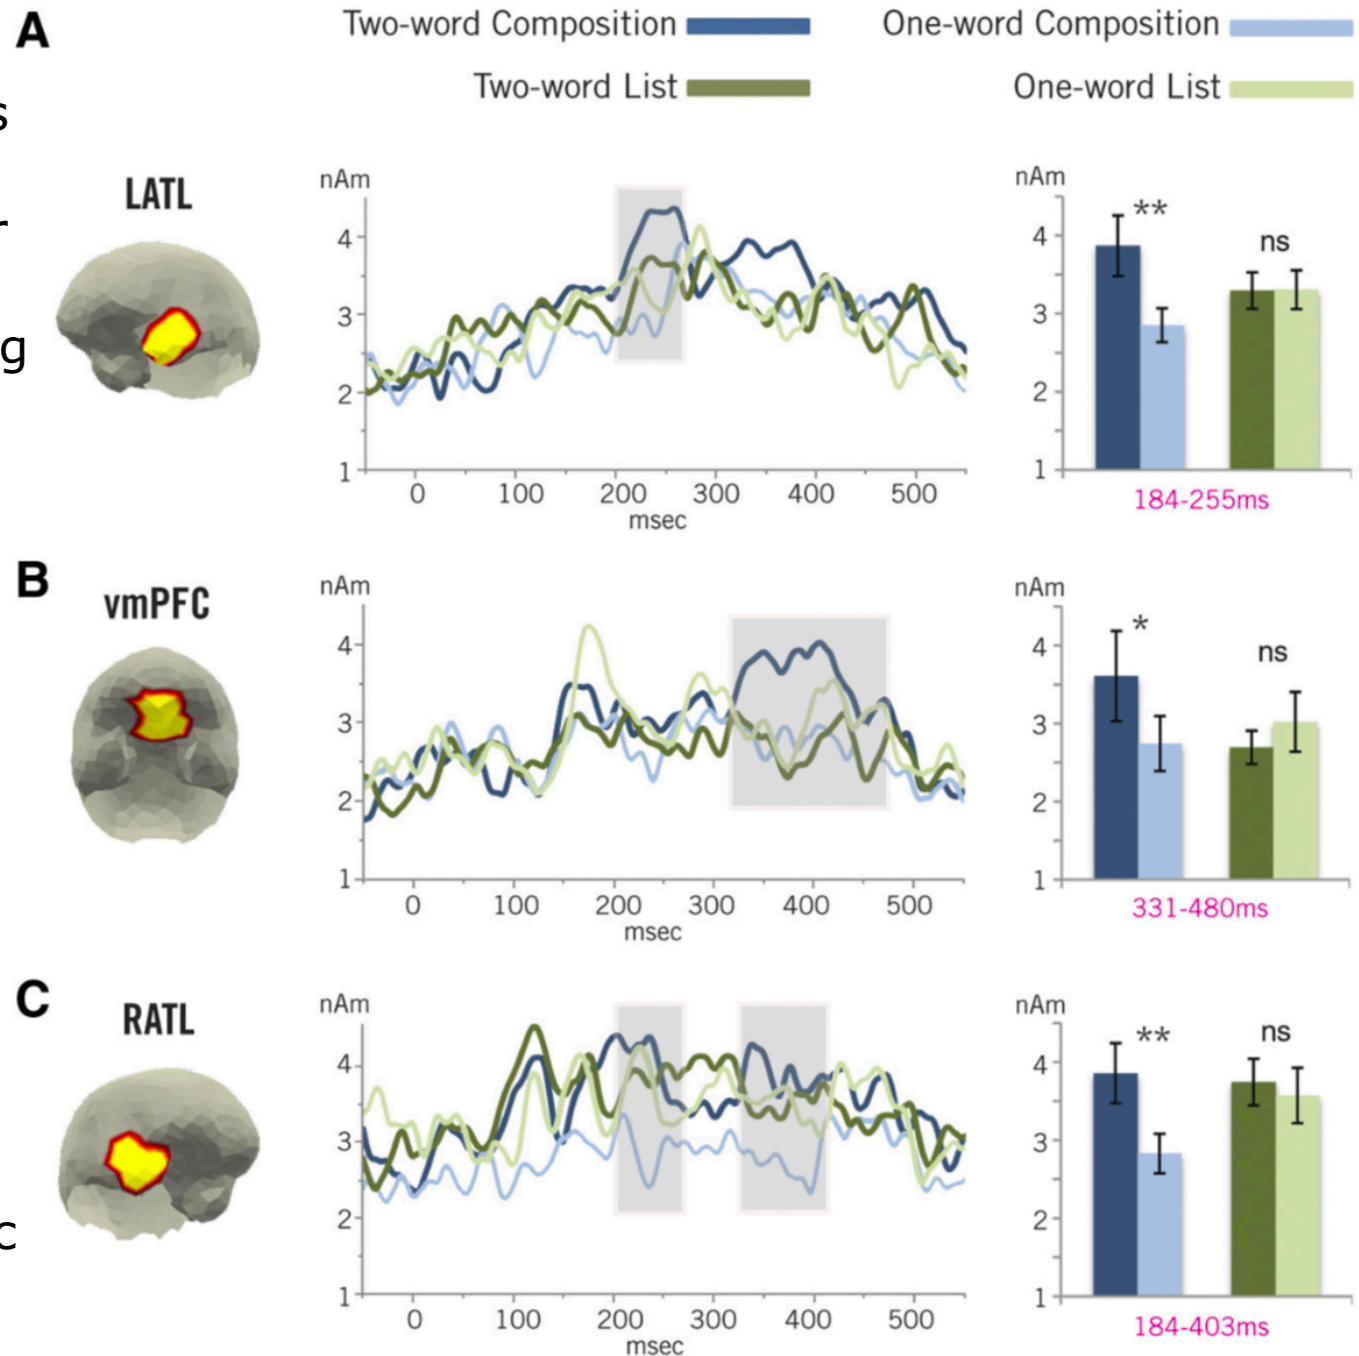 A
Two-word Composition
One-word Composition
Two-word List
One-word List
s
r
g
LATL
nAm
4
3
2
1
0 100 200 300 400 500
msec
nAm
4
3
2
1
**
ns
184-255ms
B
vmPFC
nAm
4
3
2
1
0 100 200 300 400 500
msec
nAm
4
3
2
1
*
ns
331-480ms
C
RATL
nAm
4
3
2
1
0 100 200 300 400 500
msec
nAm
4
3
2
1
**
ns
184-403ms
c